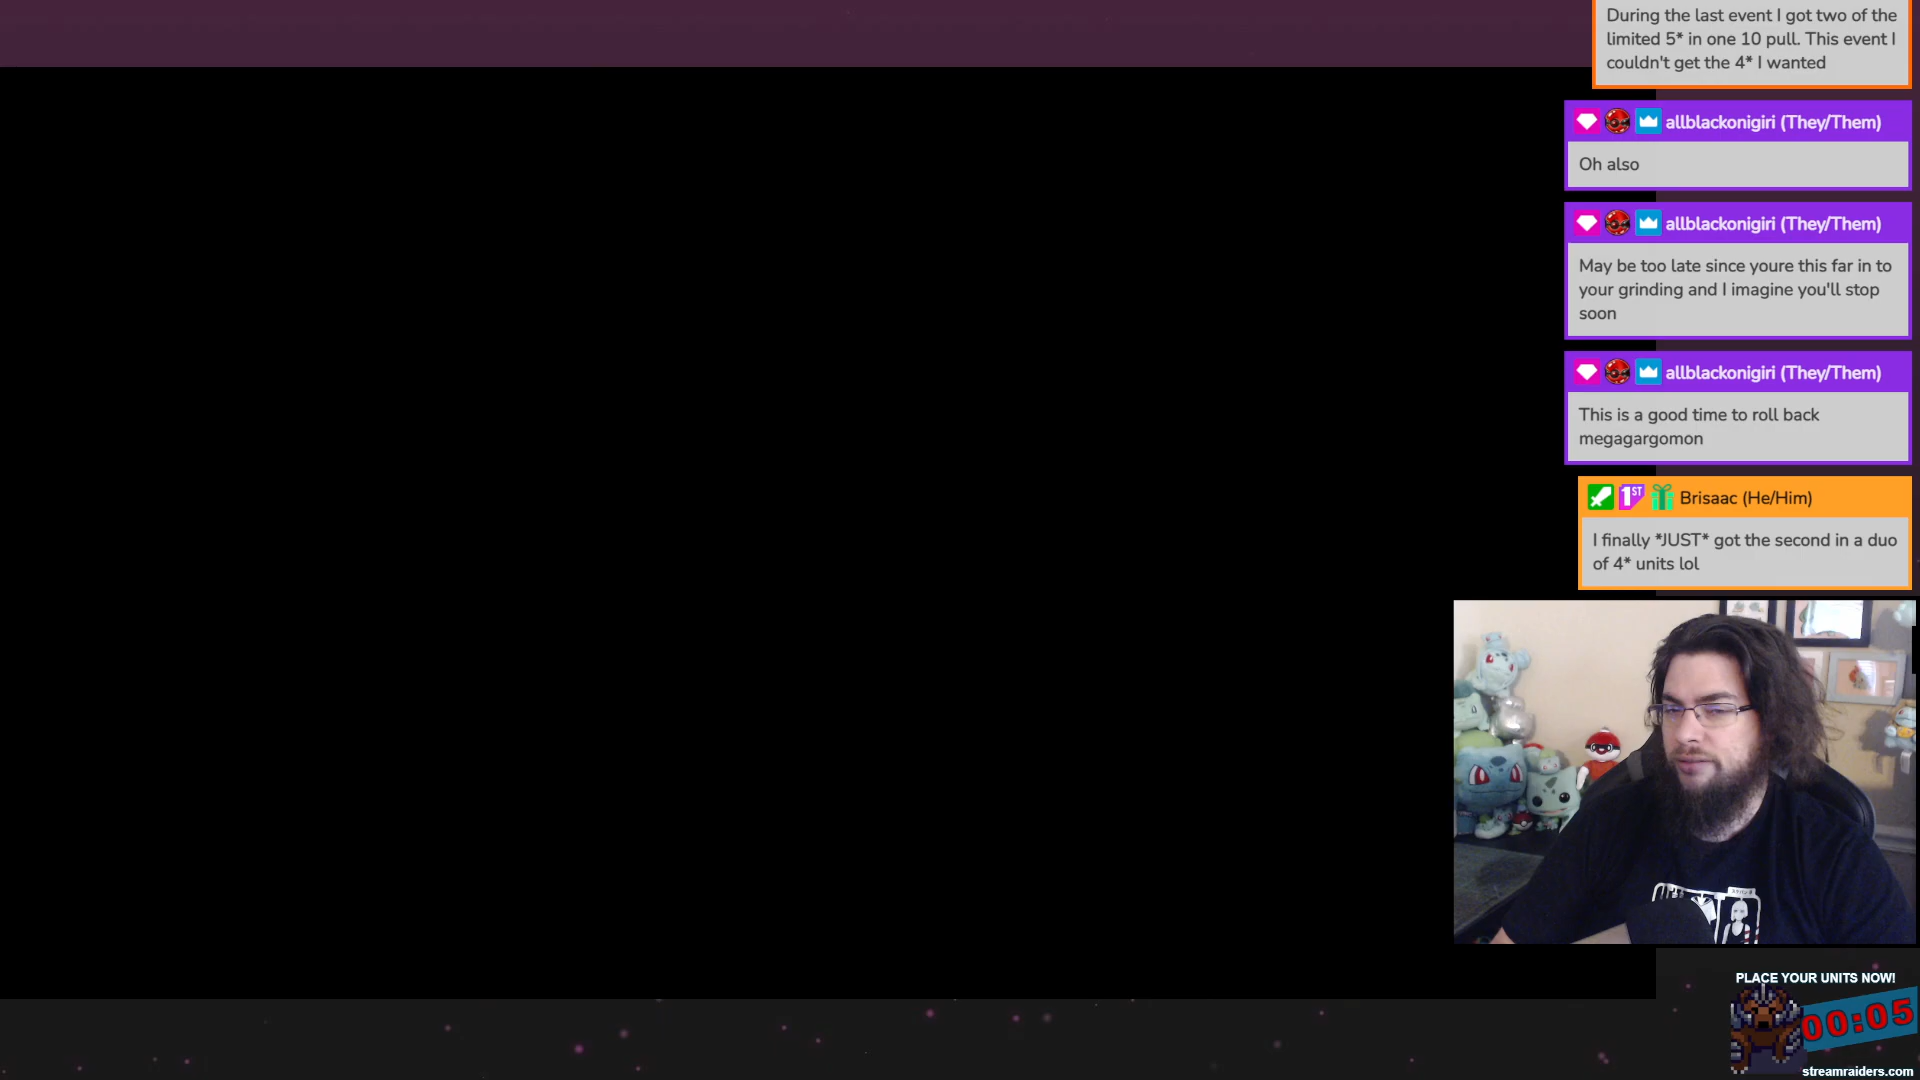 During the last event I got two of the
limited 5* in one 10 pull. This event I
couldn't get the 4* I wanted
allblackonigiri (They/Them)
Oh also
allblackonigiri (They/Them)
May be too late since youre this far in to
your grinding and I imagine you'll stop
soon
allblackonigiri (They/Them)
This is a good time to roll back
megagargomon
1ST Brisaac (He/Him)
I finally *JUST* got the second in a duo
of 4* units lol
PLACE YOUR UNITS NOW!
00:05
streamraiders.com